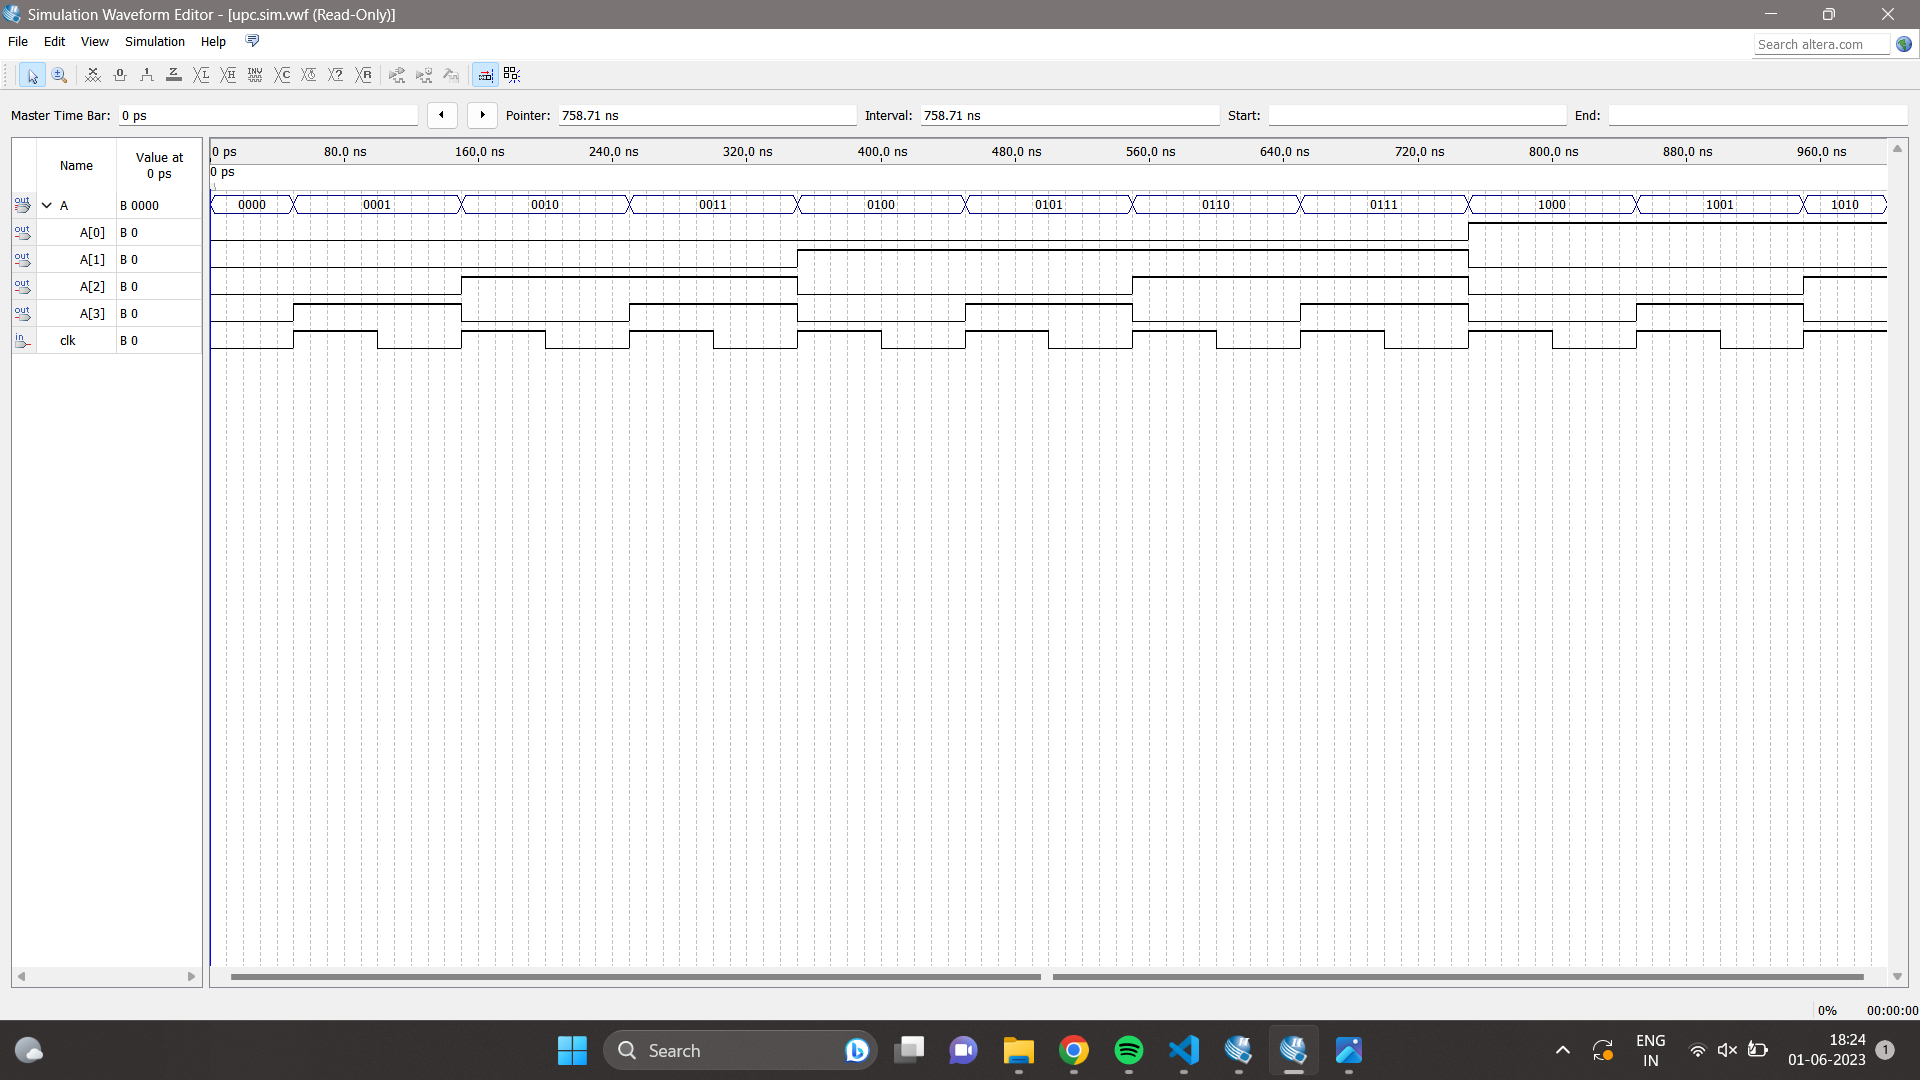 Simulation Waveform Editor - [upc.sim.vwf (Read-Only)]
File Edit View Simulation Help
Search altera.com
Master Time Bar: 0 ps Pointer: 758.71 ns Interval: 758.71 ns Start: End:
Name Value at 0 ps
0 ps 80.0 ns 160.0 ns 240.0 ns 320.0 ns 400.0 ns 480.0 ns 560.0 ns 640.0 ns 720.0 ns 800.0 ns 880.0 ns 960.0 ns
0 ps
out A B 0000 0000 0001 0010 0011 0100 0101 0110 0111 1000 1001 1010
out A[0] B 0
out A[1] B 0
out A[2] B 0
out A[3] B 0
in clk B 0
0% 00:00:00
Search
ENG
IN
18:24
01-06-2023
1